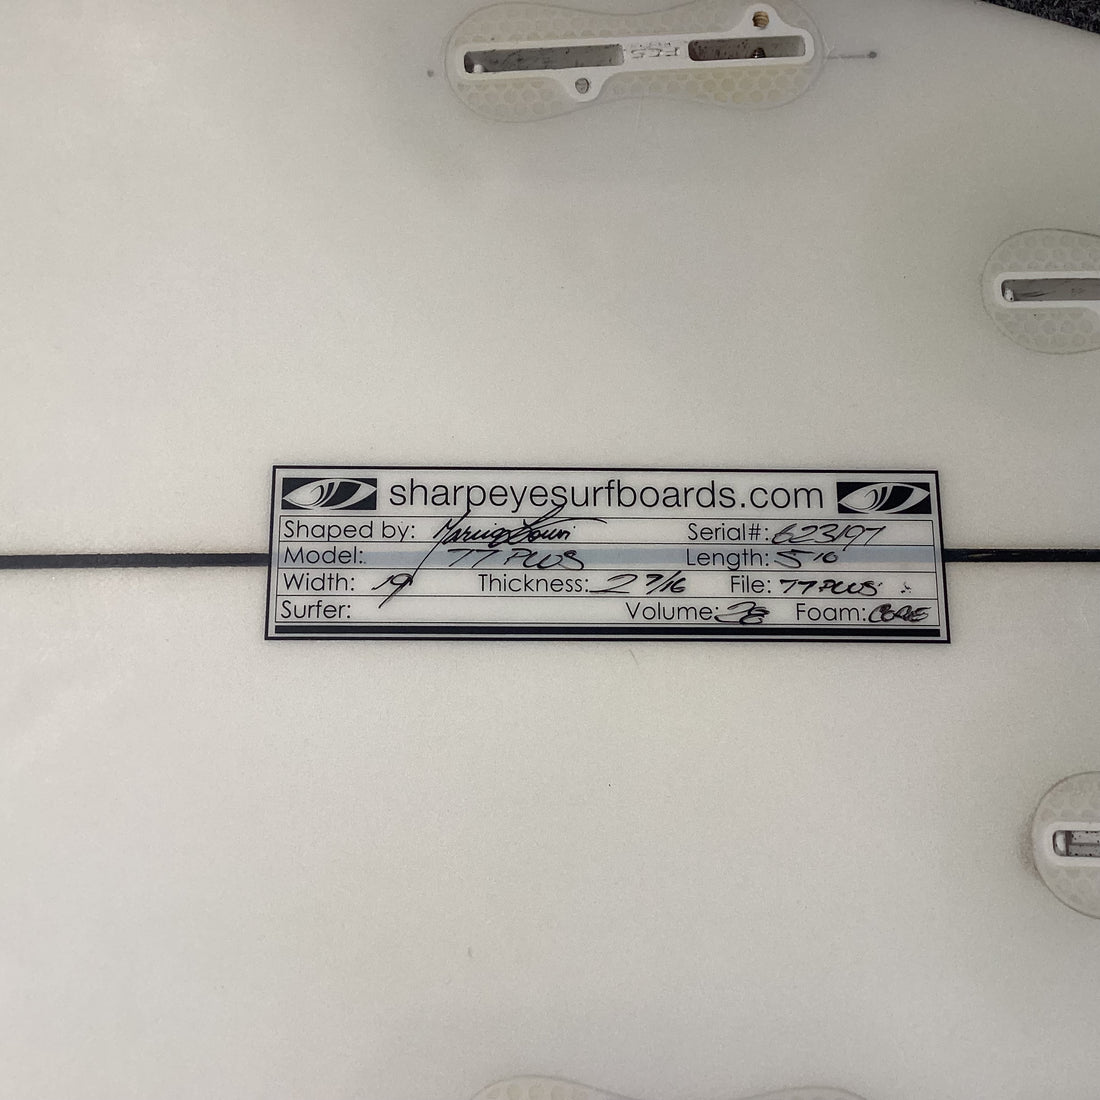 FCS
sharpeyesurfboards.com
Shaped by: Serial#: 623197
Model: 77 PLUS Length: 5 10
Width: 19 Thickness: 2 7/16 File: 77 PLUS
Surfer: Volume: Foam: CORE